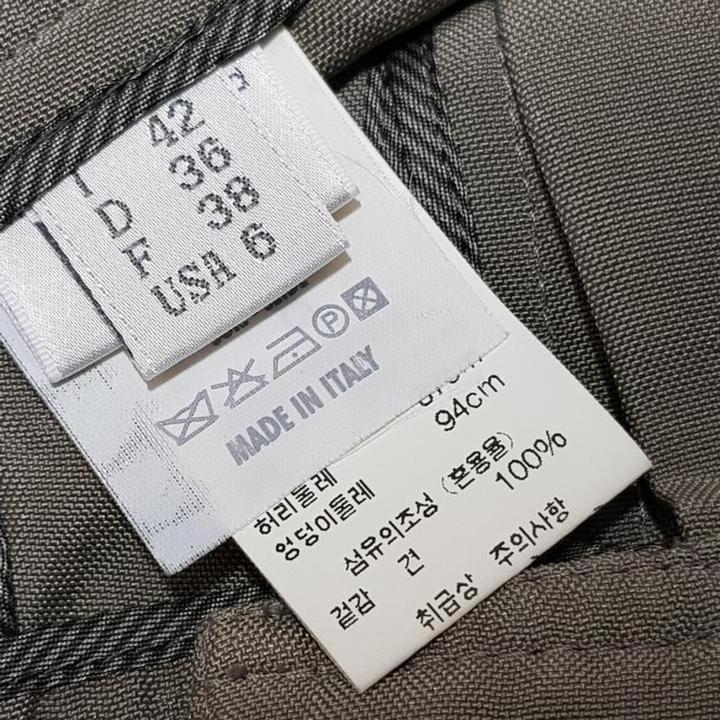 I 42
D 36
F 38
USA 6
MADE IN ITALY
94cm
허리둘레
엉덩이둘레
섬유의조성 (혼용율)
겉감 견 100%
취급상 주의사항